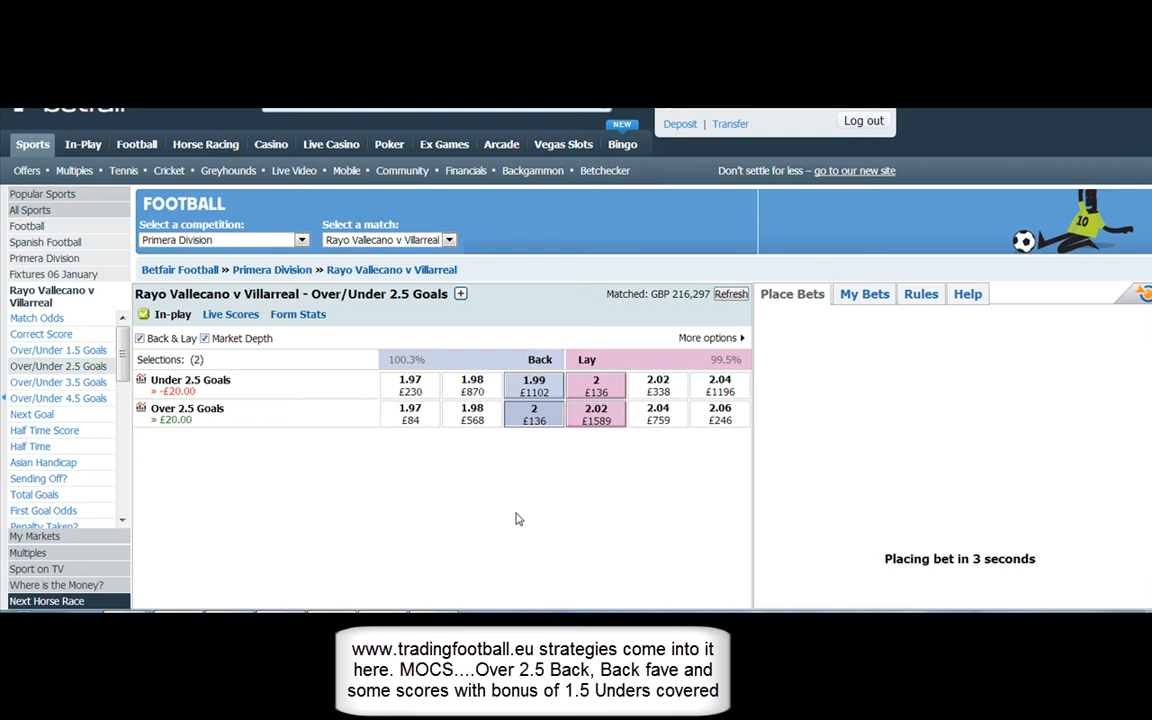 Deposit | Transfer
Log out
NEW
Sports In-Play Football Horse Racing Casino Live Casino Poker Ex Games Arcade Vegas Slots Bingo
Offers • Multiples • Tennis • Cricket • Greyhounds • Live Video • Mobile • Community • Financials • Backgammon • Betchecker
Don't settle for less – go to our new site
Popular Sports
All Sports
Football
Spanish Football
Primera Division
Fixtures 06 January
Rayo Vallecano v
Villarreal
Match Odds
Correct Score
Over/Under 1.5 Goals
Over/Under 2.5 Goals
Over/Under 3.5 Goals
Over/Under 4.5 Goals
Next Goal
Half Time Score
Half Time
Asian Handicap
Sending Off?
Total Goals
First Goal Odds
Penalty Taken?
My Markets
Multiples
Sport on TV
Where is the Money?
Next Horse Race
FOOTBALL
Select a competition: Select a match:
Primera Division Rayo Vallecano v Villarreal
10
Betfair Football » Primera Division » Rayo Vallecano v Villarreal
Rayo Vallecano v Villarreal - Over/Under 2.5 Goals + Matched: GBP 216,297 Refresh
In-play Live Scores Form Stats
Back & Lay Market Depth More options
Selections: (2) 100.3% Back Lay 99.5%
Under 2.5 Goals 1.97 1.98 1.99 2 2.02 2.04
» -£20.00 £230 £870 £1102 £136 £338 £1196
Over 2.5 Goals 1.97 1.98 2 2.02 2.04 2.06
» £20.00 £84 £568 £136 £1589 £759 £246
Place Bets My Bets Rules Help
Placing bet in 3 seconds
www.tradingfootball.eu strategies come into it
here. MOCS....Over 2.5 Back, Back fave and
some scores with bonus of 1.5 Unders covered